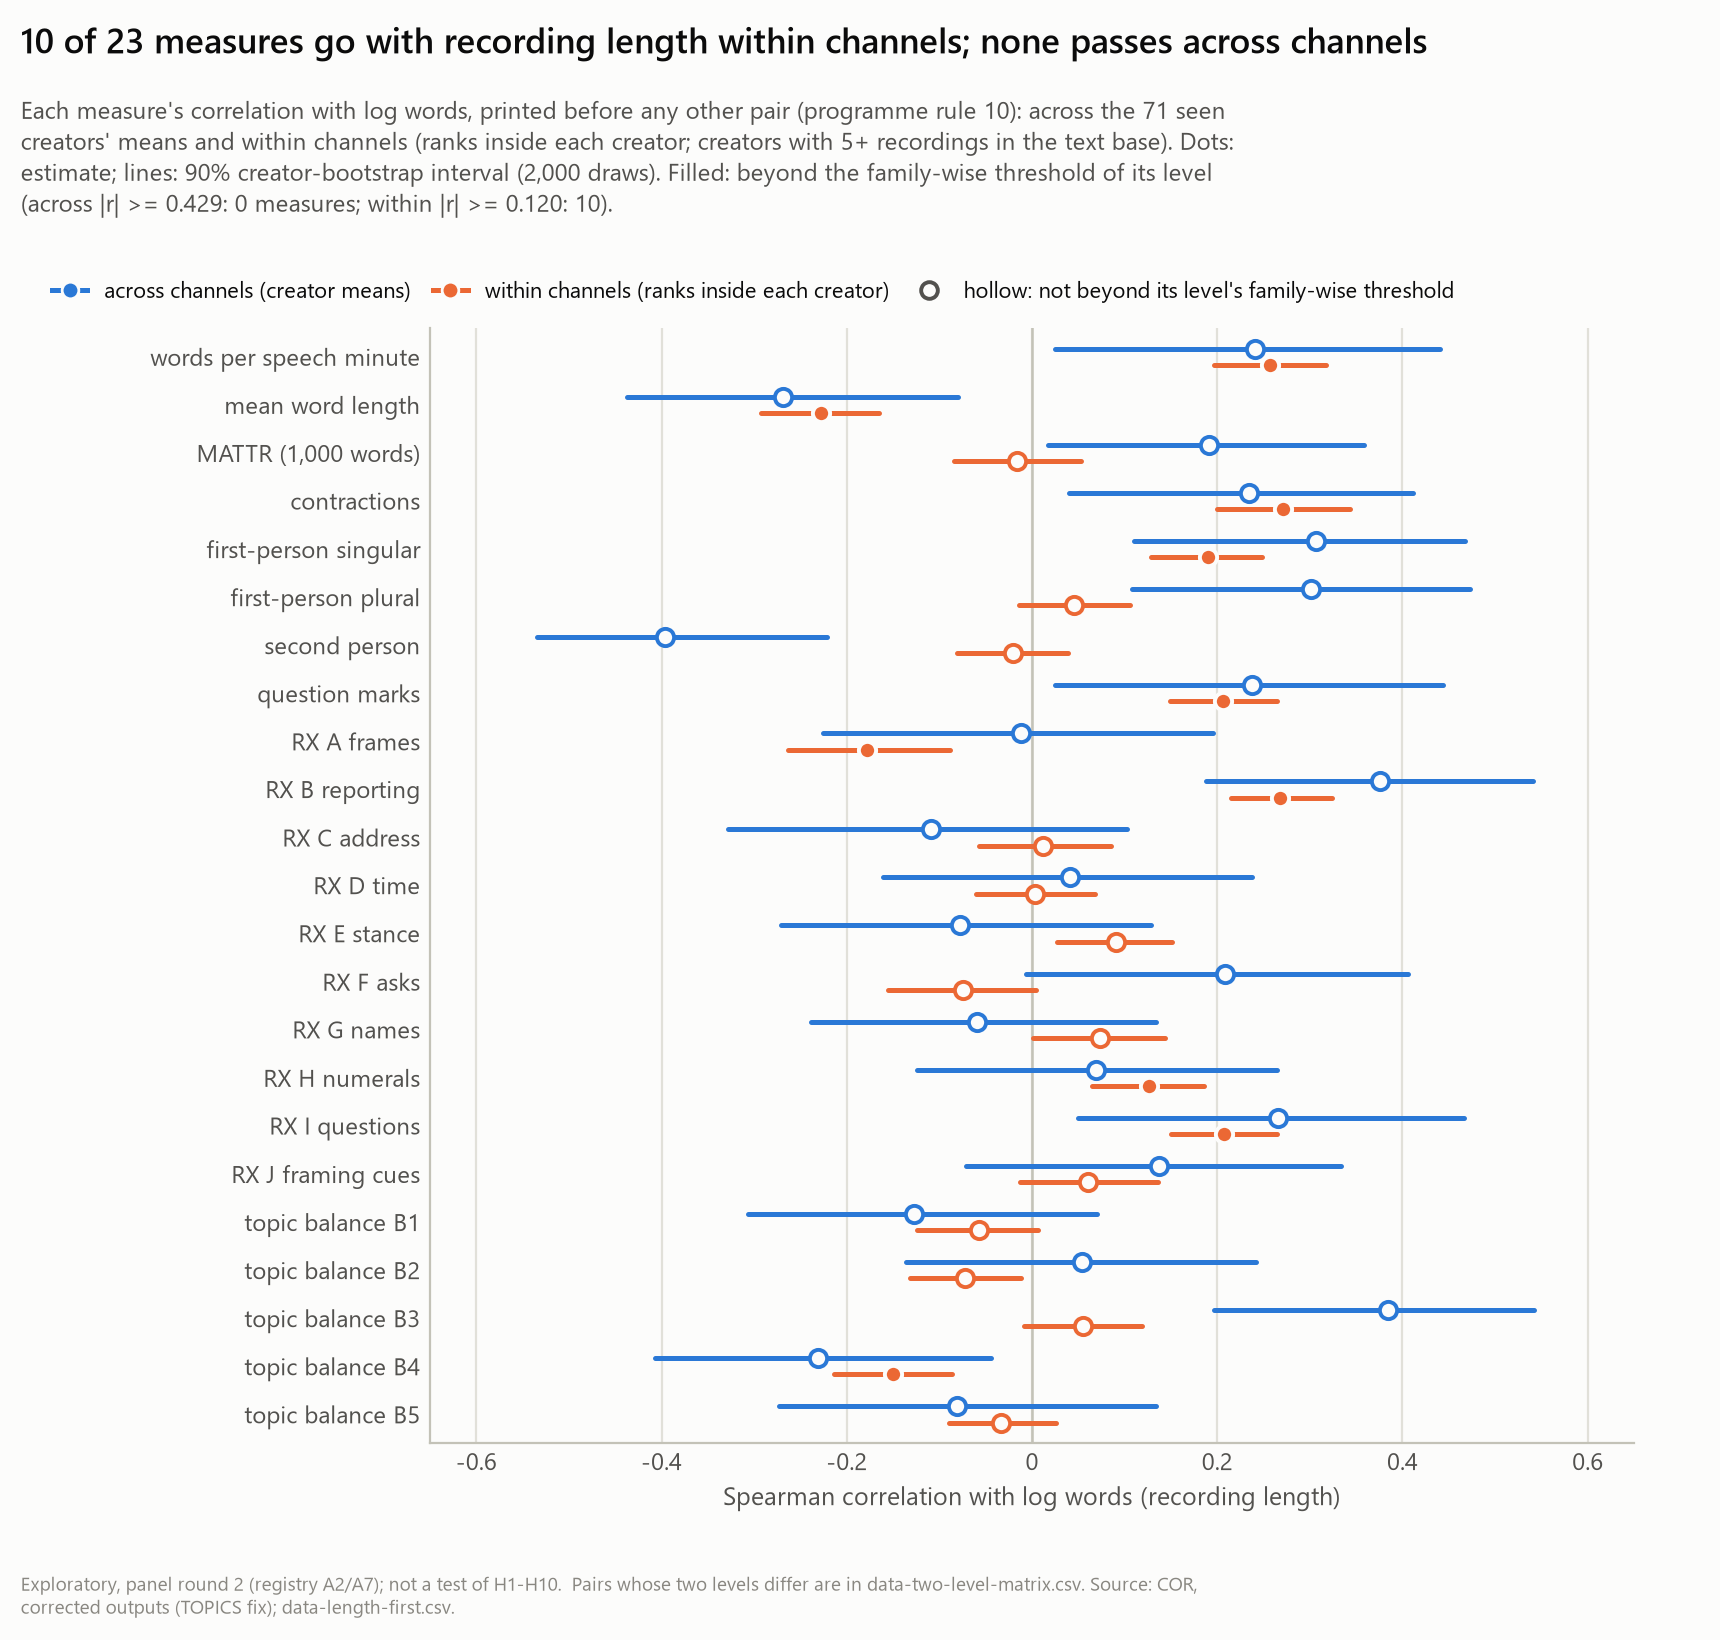 10 of 23 measures go with recording length within channels; none passes across channels
Each measure's correlation with log words, printed before any other pair (programme rule 10): across the 71 seen
creators' means and within channels (ranks inside each creator; creators with 5+ recordings in the text base). Dots:
estimate; lines: 90% creator-bootstrap interval (2,000 draws). Filled: beyond the family-wise threshold of its level
(across |r| >= 0.429: 0 measures; within |r| >= 0.120: 10).
across channels (creator means)
within channels (ranks inside each creator)
hollow: not beyond its level's family-wise threshold
words per speech minute
mean word length
MATTR (1,000 words)
contractions
first-person singular
first-person plural
second person
question marks
RX A frames
RX B reporting
RX C address
RX D time
RX E stance
RX F asks
RX G names
RX H numerals
RX I questions
RX J framing cues
topic balance B1
topic balance B2
topic balance B3
topic balance B4
topic balance B5
-0.6
-0.4
-0.2
0
0.2
0.4
0.6
Spearman correlation with log words (recording length)
Exploratory, panel round 2 (registry A2/A7); not a test of H1-H10.  Pairs whose two levels differ are in data-two-level-matrix.csv. Source: COR,
corrected outputs (TOPICS fix); data-length-first.csv.